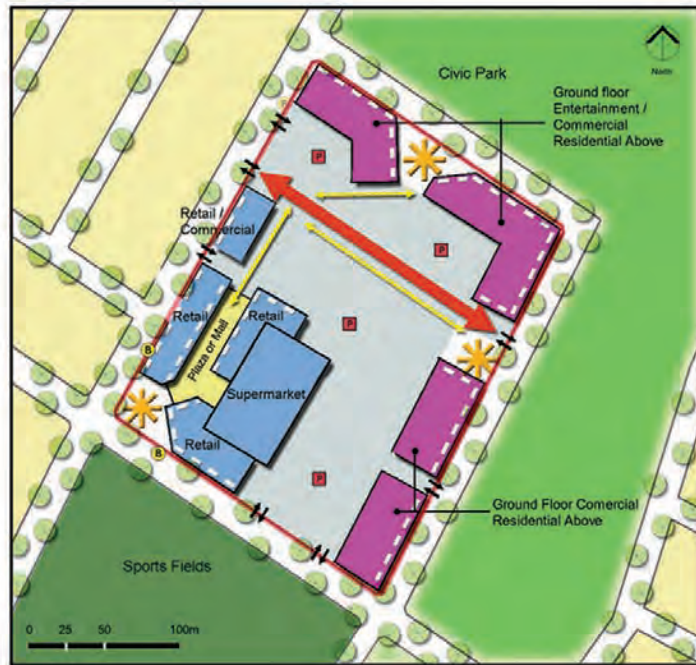 Civic Park
North
Ground floor
Entertainment /
Commercial
Residential Above
P
P
Retail /
Commercial
P
Retail
Retail
Plaza or Mall
B
Supermarket
Retail
B
P
Ground Floor Comercial
Residential Above
Sports Fields
0 25 50 100m